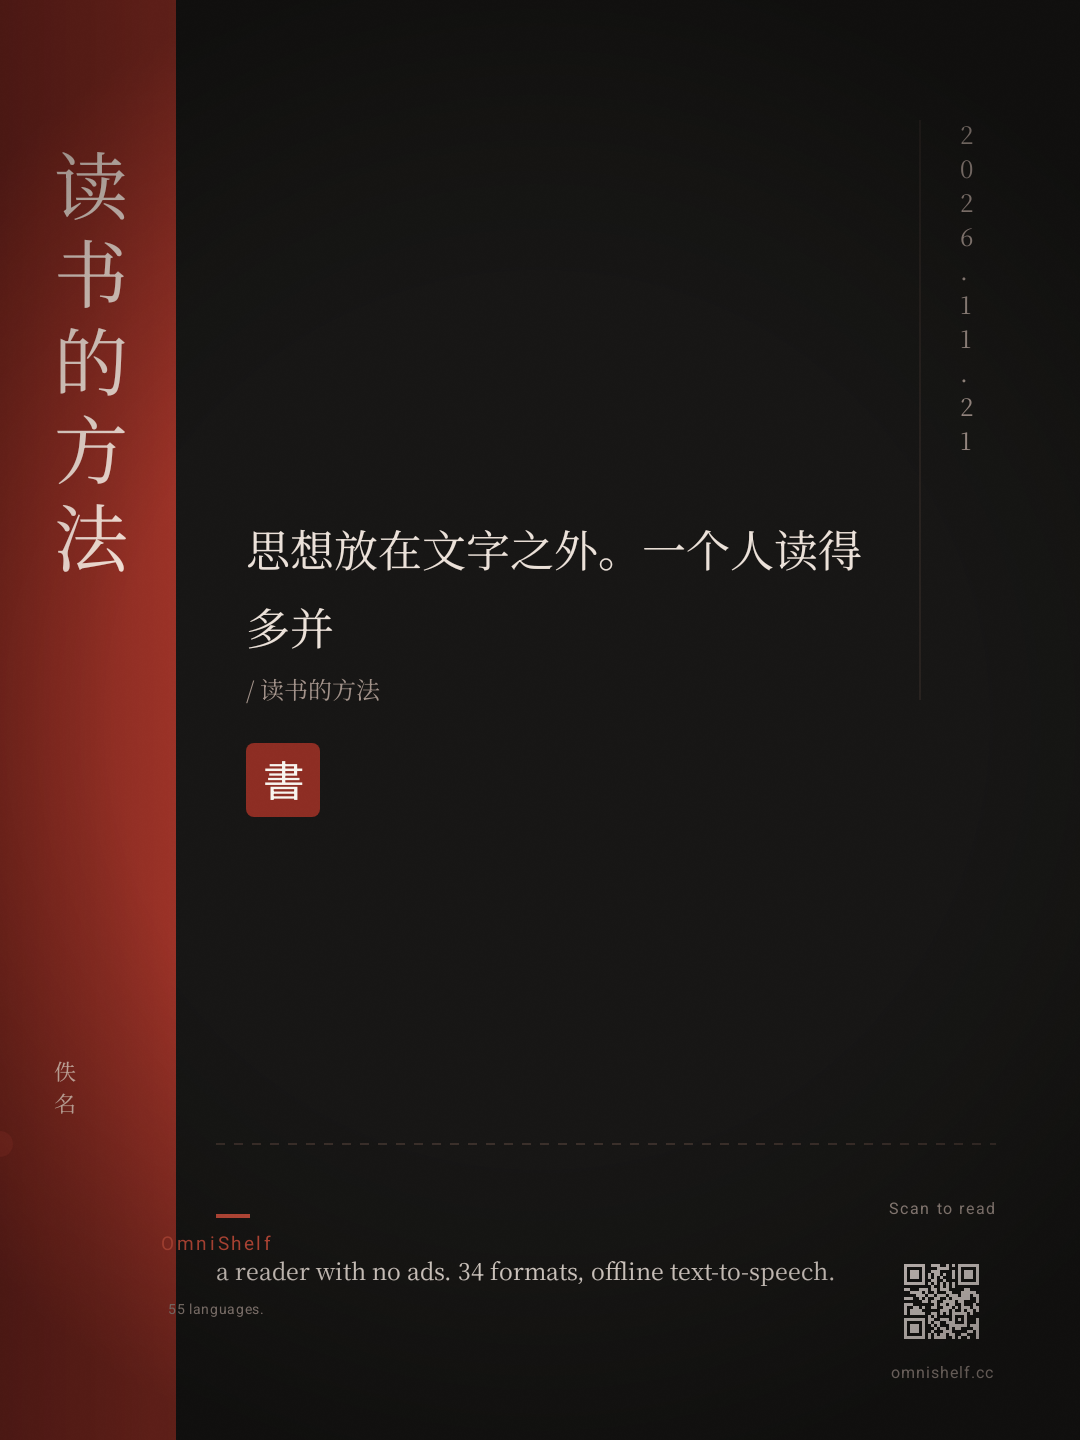 读书的方法
佚名
2026.11.21
思想放在文字之外。一个人读得
多并
/ 读书的方法
書
OmniShelf
a reader with no ads. 34 formats, offline text-to-speech.
55 languages.
Scan to read
omnishelf.cc